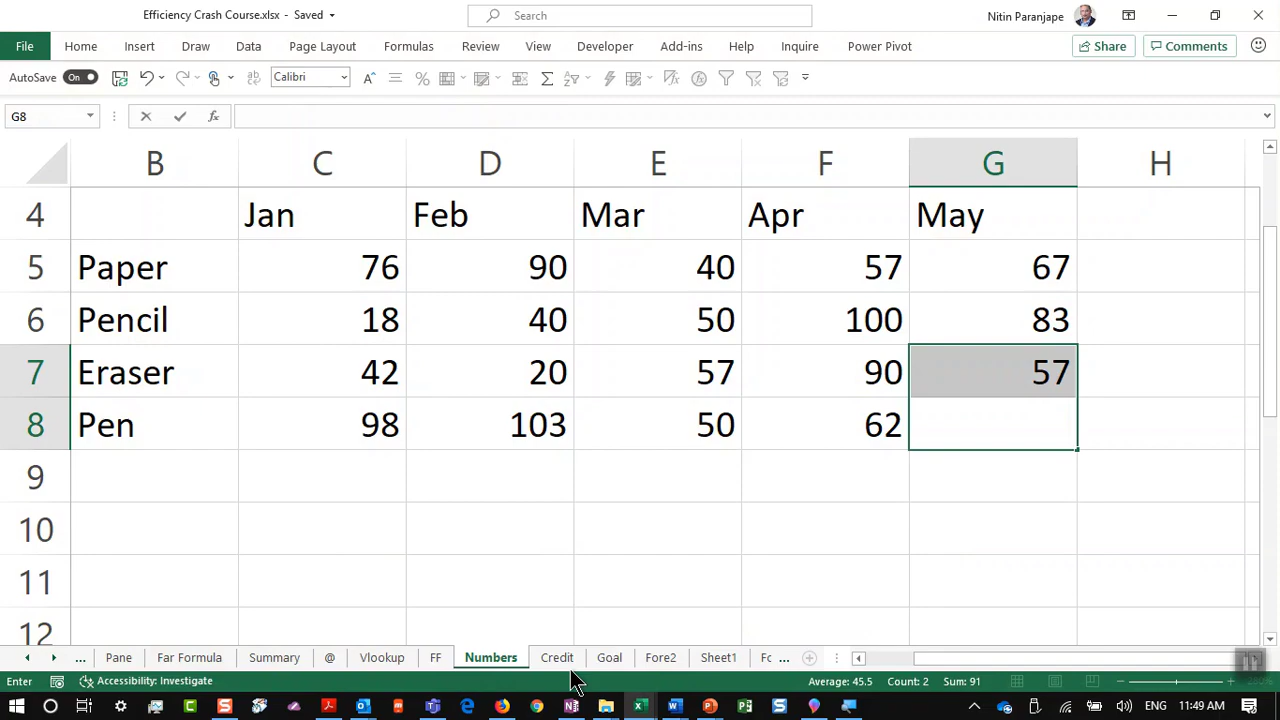 Efficiency Crash Course.xlsx - Saved
Search
Nitin Paranjape
File Home Insert Draw Data Page Layout Formulas Review View Developer Add-ins Help Inquire Power Pivot Share Comments
AutoSave On Calibri
G8 fx
B C D E F G H
4 Jan Feb Mar Apr May
5 Paper 76 90 40 57 67
6 Pencil 18 40 50 100 83
7 Eraser 42 20 57 90 57
8 Pen 98 103 50 62
9
10
11
12
... Pane Far Formula Summary @ Vlookup FF Numbers Credit Goal Fore2 Sheet1 Fc ...
Enter Accessibility: Investigate Average: 45.5 Count: 2 Sum: 91 280%
ENG 11:49 AM